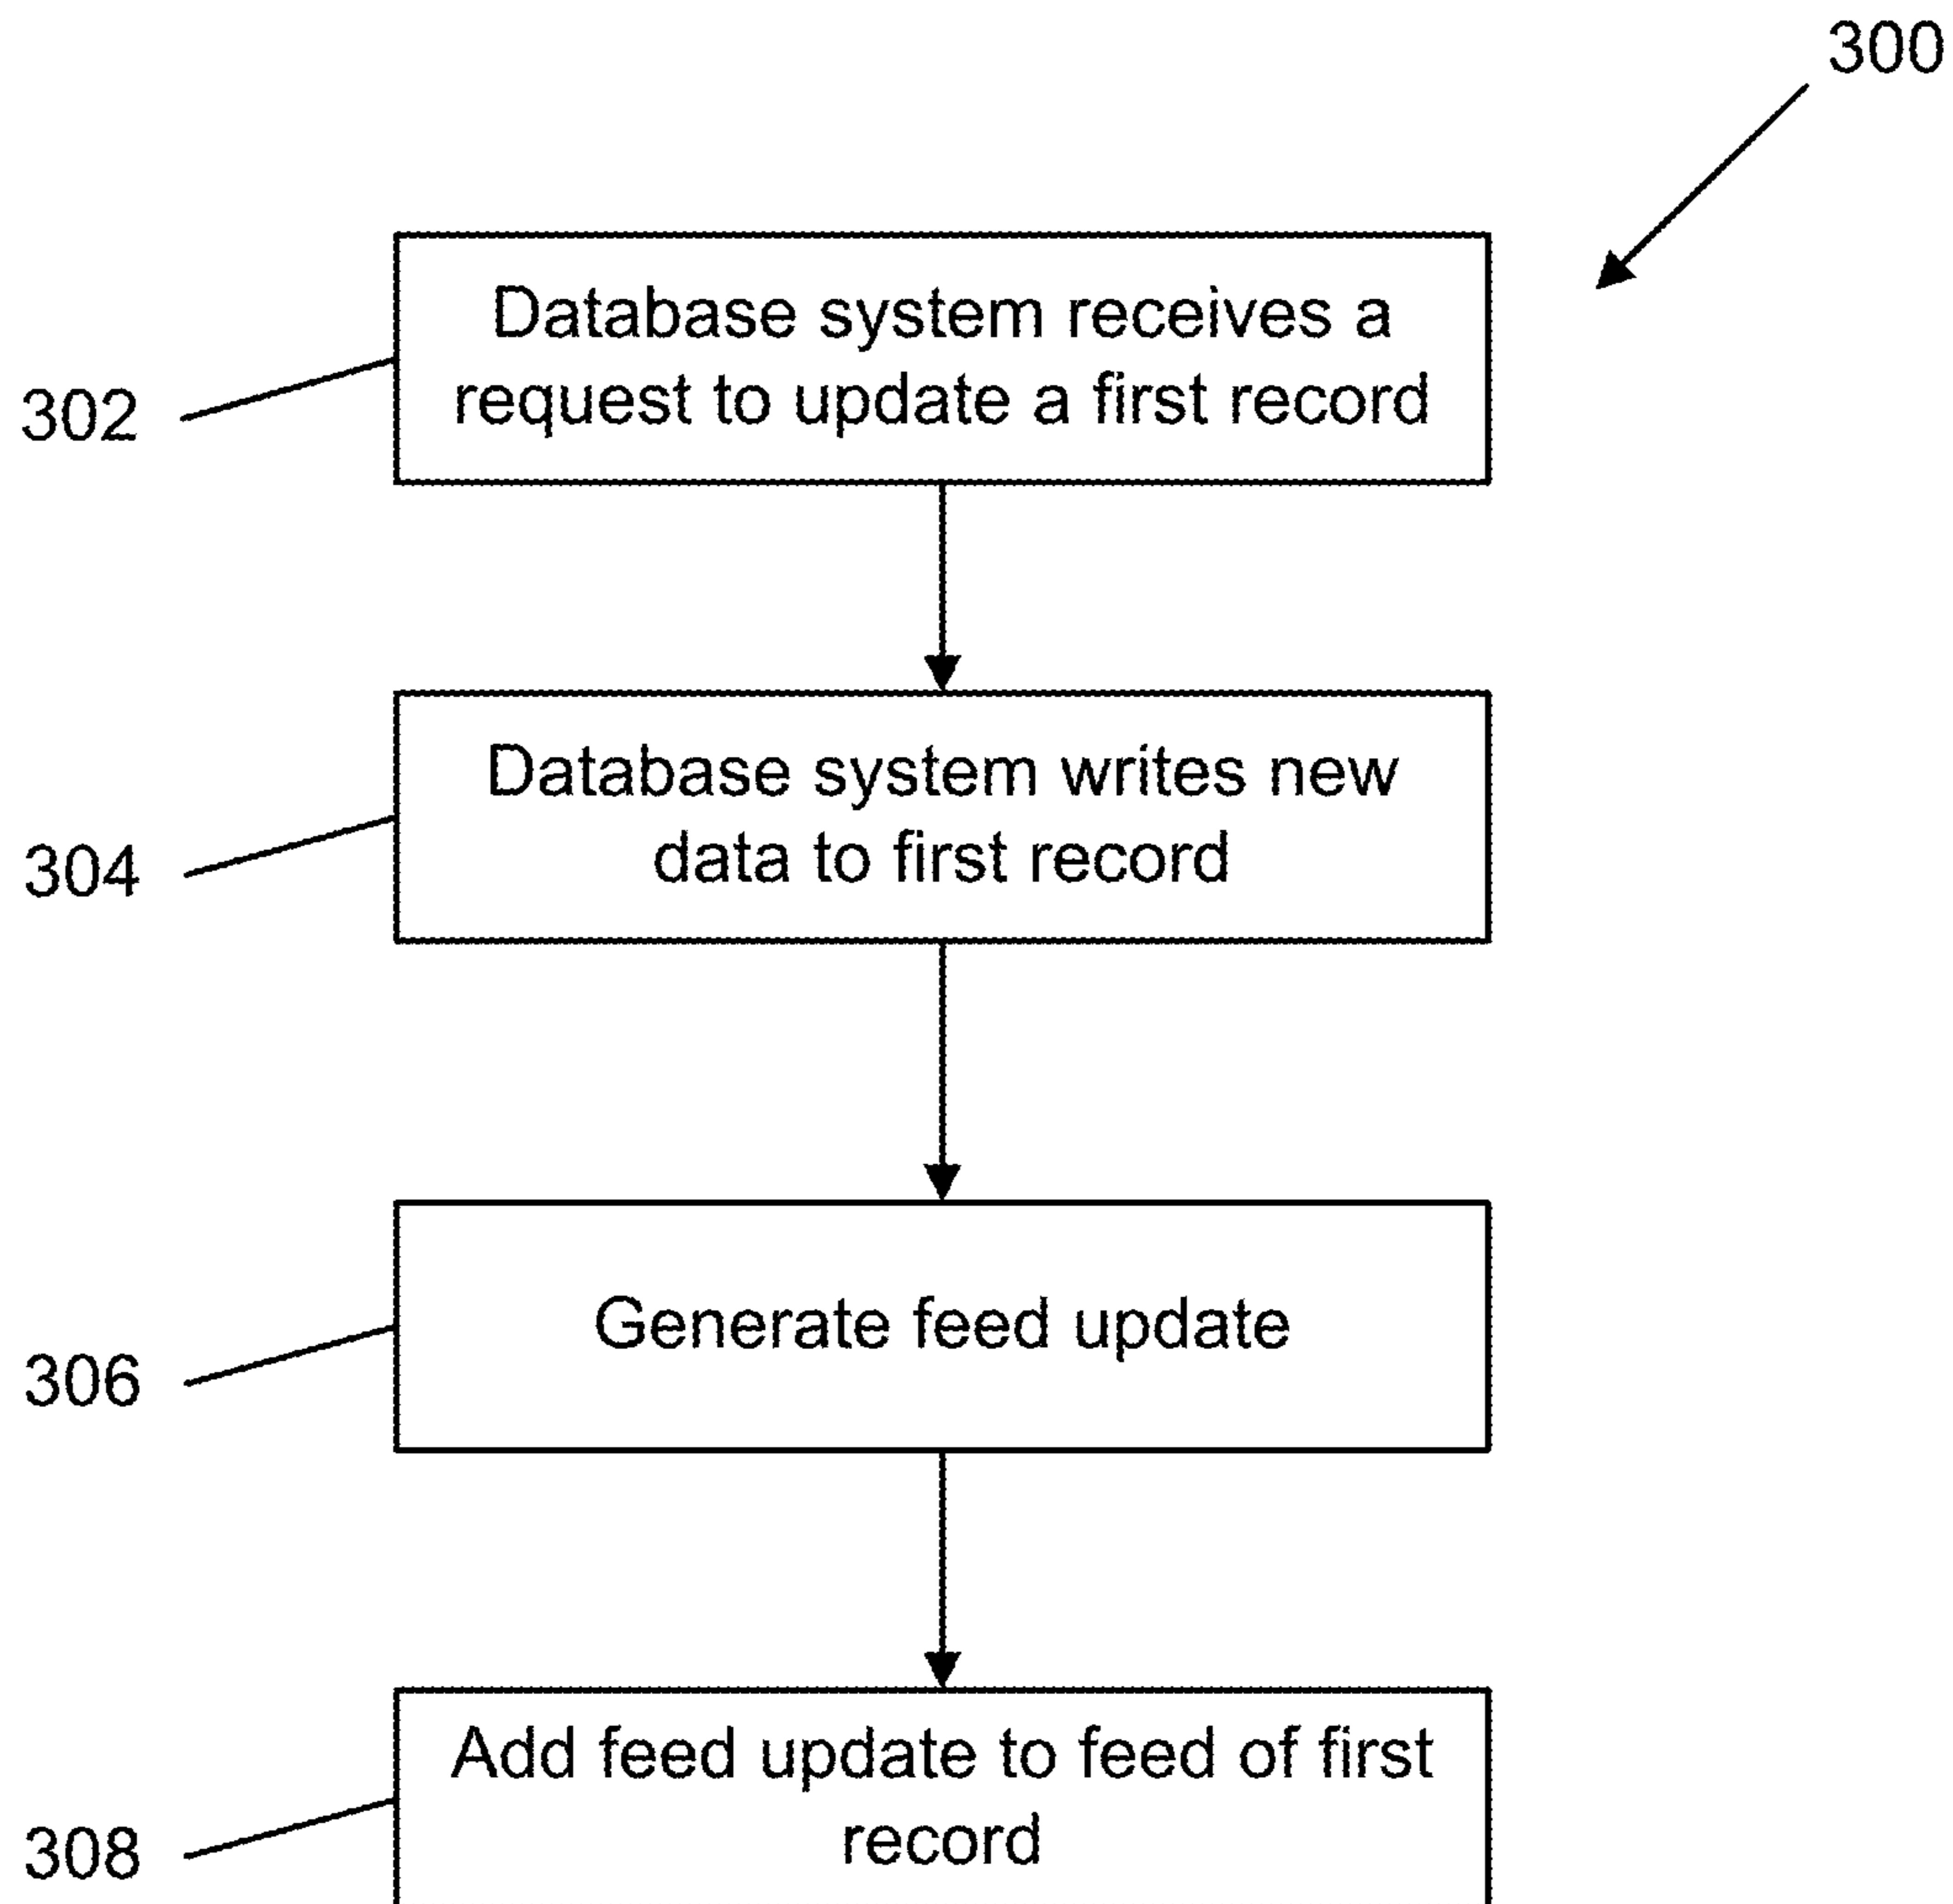 300
Database system receives a
request to update a first record
302
Database system writes new
data to first record
304
Generate feed update
306
Add feed update to feed of first
record
308